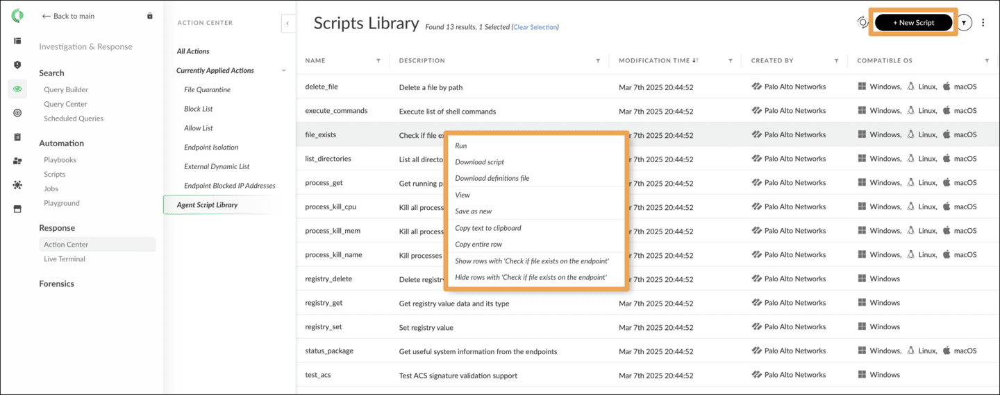 Back to main
Investigation & Response
Search
Query Builder
Query Center
Scheduled Queries
Automation
Playbooks
Scripts
Jobs
Playground
Response
Action Center
Live Terminal
Forensics
ACTION CENTER
All Actions
Currently Applied Actions
File Quarantine
Block List
Allow List
Endpoint Isolation
External Dynamic List
Endpoint Blocked IP Addresses
Agent Script Library
Scripts Library Found 13 results, 1 Selected (Clear Selection)
+ New Script
NAME DESCRIPTION MODIFICATION TIME CREATED BY COMPATIBLE OS
delete_file Delete a file by path Mar 7th 2025 20:44:52 Palo Alto Networks Windows, Linux, macOS
execute_commands Execute list of shell commands Mar 7th 2025 20:44:52 Palo Alto Networks Windows, Linux, macOS
file_exists Check if file ex r 7th 2025 20:44:52 Palo Alto Networks Windows, Linux, macOS
list_directories List all directo r 7th 2025 20:44:52 Palo Alto Networks Windows, Linux, macOS
process_get Get running p r 7th 2025 20:44:52 Palo Alto Networks Windows, Linux, macOS
process_kill_cpu Kill all process r 7th 2025 20:44:52 Palo Alto Networks Windows, Linux, macOS
process_kill_mem Kill all process r 7th 2025 20:44:52 Palo Alto Networks Windows, Linux, macOS
process_kill_name Kill processes r 7th 2025 20:44:52 Palo Alto Networks Windows, Linux, macOS
registry_delete Delete registr r 7th 2025 20:44:52 Palo Alto Networks Windows
registry_get Get registry value data and its type Mar 7th 2025 20:44:52 Palo Alto Networks Windows
registry_set Set registry value Mar 7th 2025 20:44:52 Palo Alto Networks Windows
status_package Get useful system information from the endpoints Mar 7th 2025 20:44:52 Palo Alto Networks Windows, Linux, macOS
test_acs Test ACS signature validation support Mar 7th 2025 20:44:52 Palo Alto Networks Windows
Run
Download script
Download definitions file
View
Save as new
Copy text to clipboard
Copy entire row
Show rows with 'Check if file exists on the endpoint'
Hide rows with 'Check if file exists on the endpoint'